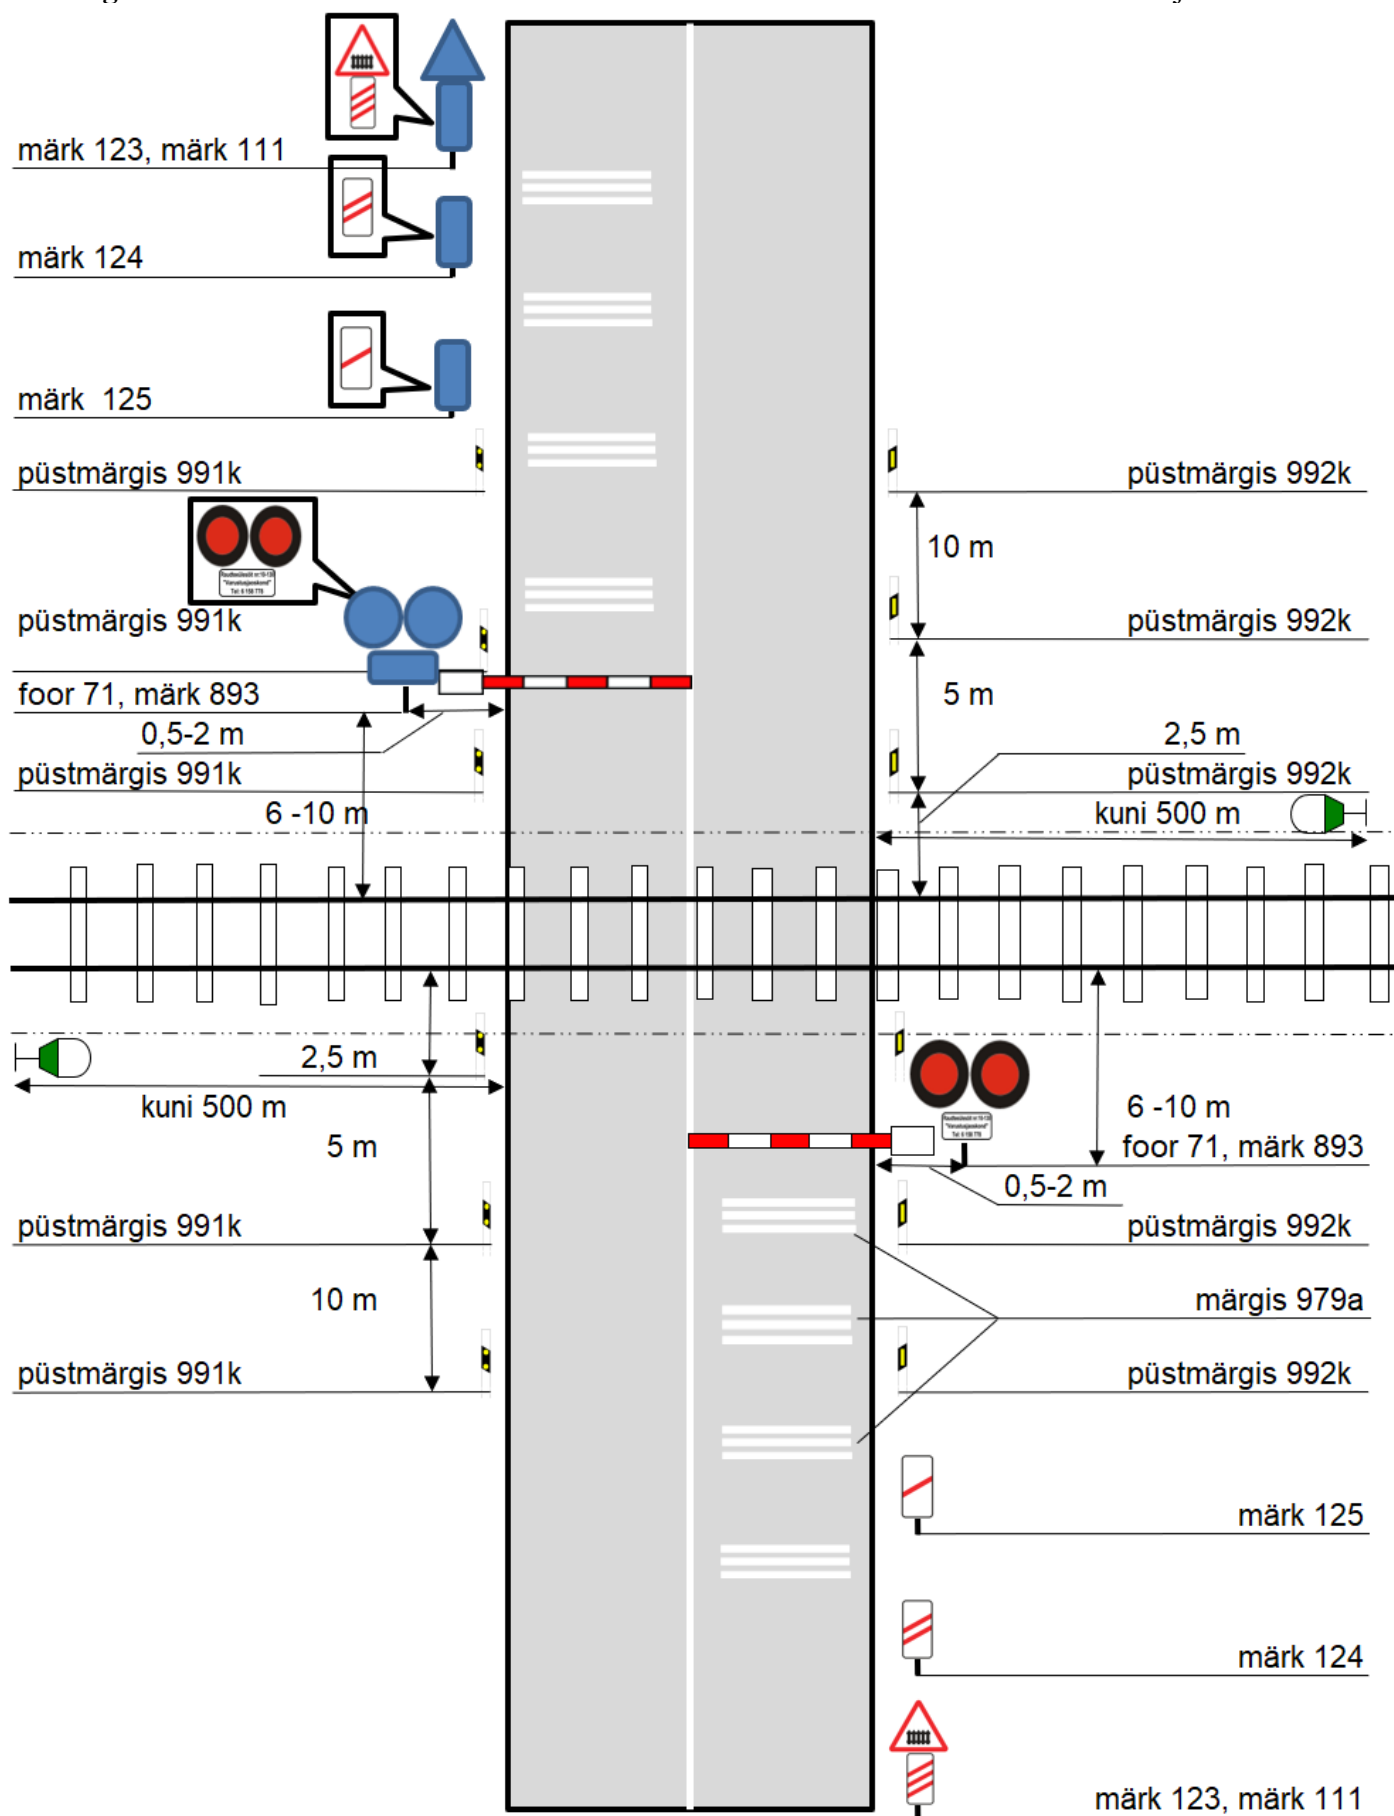 märk 123, märk 111
märk 124
märk 125
püstmärgis 991k
püstmärgis 992k
10 m
püstmärgis 991k
püstmärgis 992k
foor 71, märk 893
5 m
0,5-2 m
2,5 m
püstmärgis 991k
püstmärgis 992k
6 -10 m
kuni 500 m
2,5 m
kuni 500 m
6 -10 m
5 m
foor 71, märk 893
0,5-2 m
püstmärgis 991k
püstmärgis 992k
10 m
märgis 979a
püstmärgis 991k
püstmärgis 992k
märk 125
märk 124
märk 123, märk 111